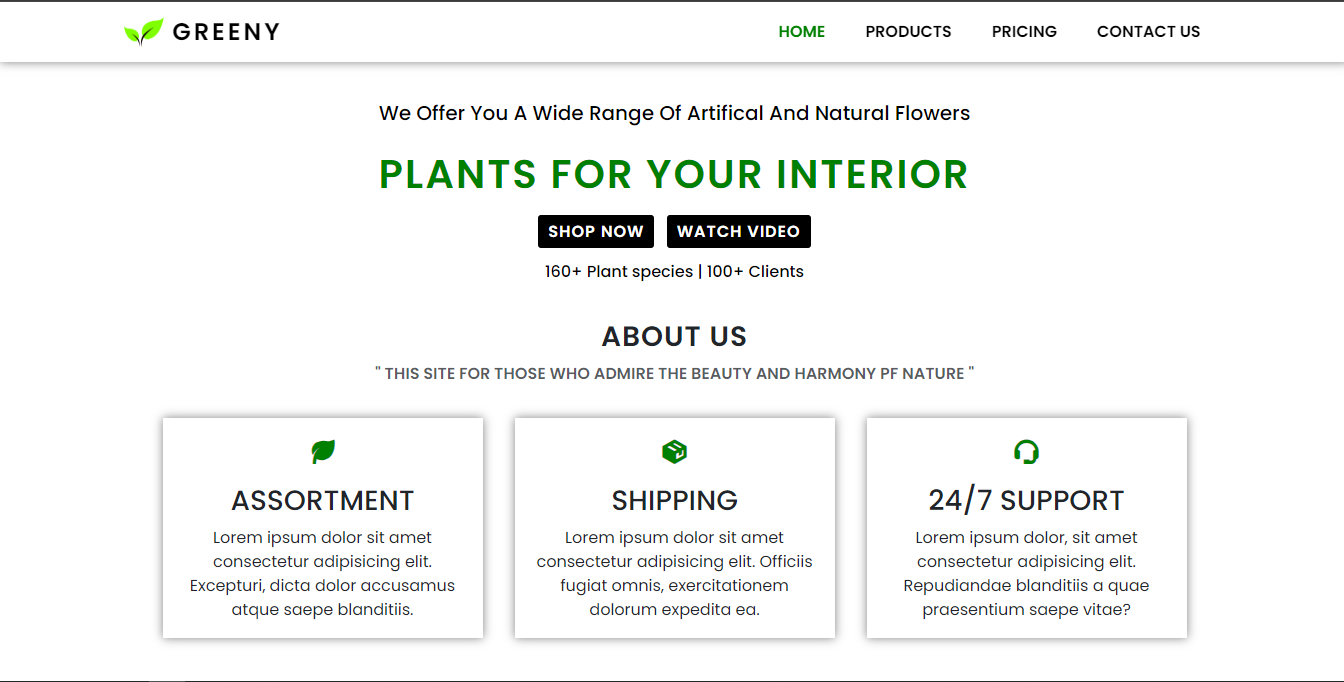 GREENY
HOME PRODUCTS PRICING CONTACT US
We Offer You A Wide Range Of Artifical And Natural Flowers
PLANTS FOR YOUR INTERIOR
SHOP NOW WATCH VIDEO
160+ Plant species | 100+ Clients
ABOUT US
" THIS SITE FOR THOSE WHO ADMIRE THE BEAUTY AND HARMONY PF NATURE "
ASSORTMENT
Lorem ipsum dolor sit amet
consectetur adipisicing elit.
Excepturi, dicta dolor accusamus
atque saepe blanditiis.
SHIPPING
Lorem ipsum dolor sit amet
consectetur adipisicing elit. Officiis
fugiat omnis, exercitationem
dolorum expedita ea.
24/7 SUPPORT
Lorem ipsum dolor, sit amet
consectetur adipisicing elit.
Repudiandae blanditiis a quae
praesentium saepe vitae?